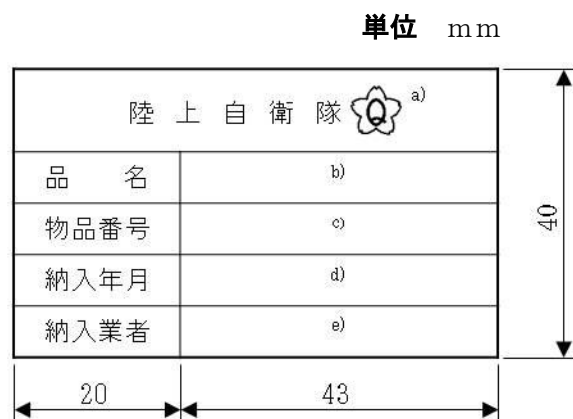 単位 mm
陸上自衛隊 Q a)
品名 b)
物品番号 c)
納入年月 d)
納入業者 e)
40
20 43